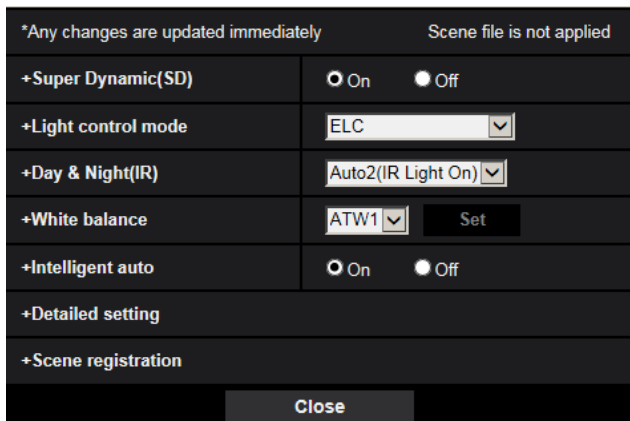 *Any changes are updated immediately Scene file is not applied
+Super Dynamic(SD) On Off
+Light control mode ELC
+Day & Night(IR) Auto2(IR Light On)
+White balance ATW1 Set
+Intelligent auto On Off
+Detailed setting
+Scene registration
Close